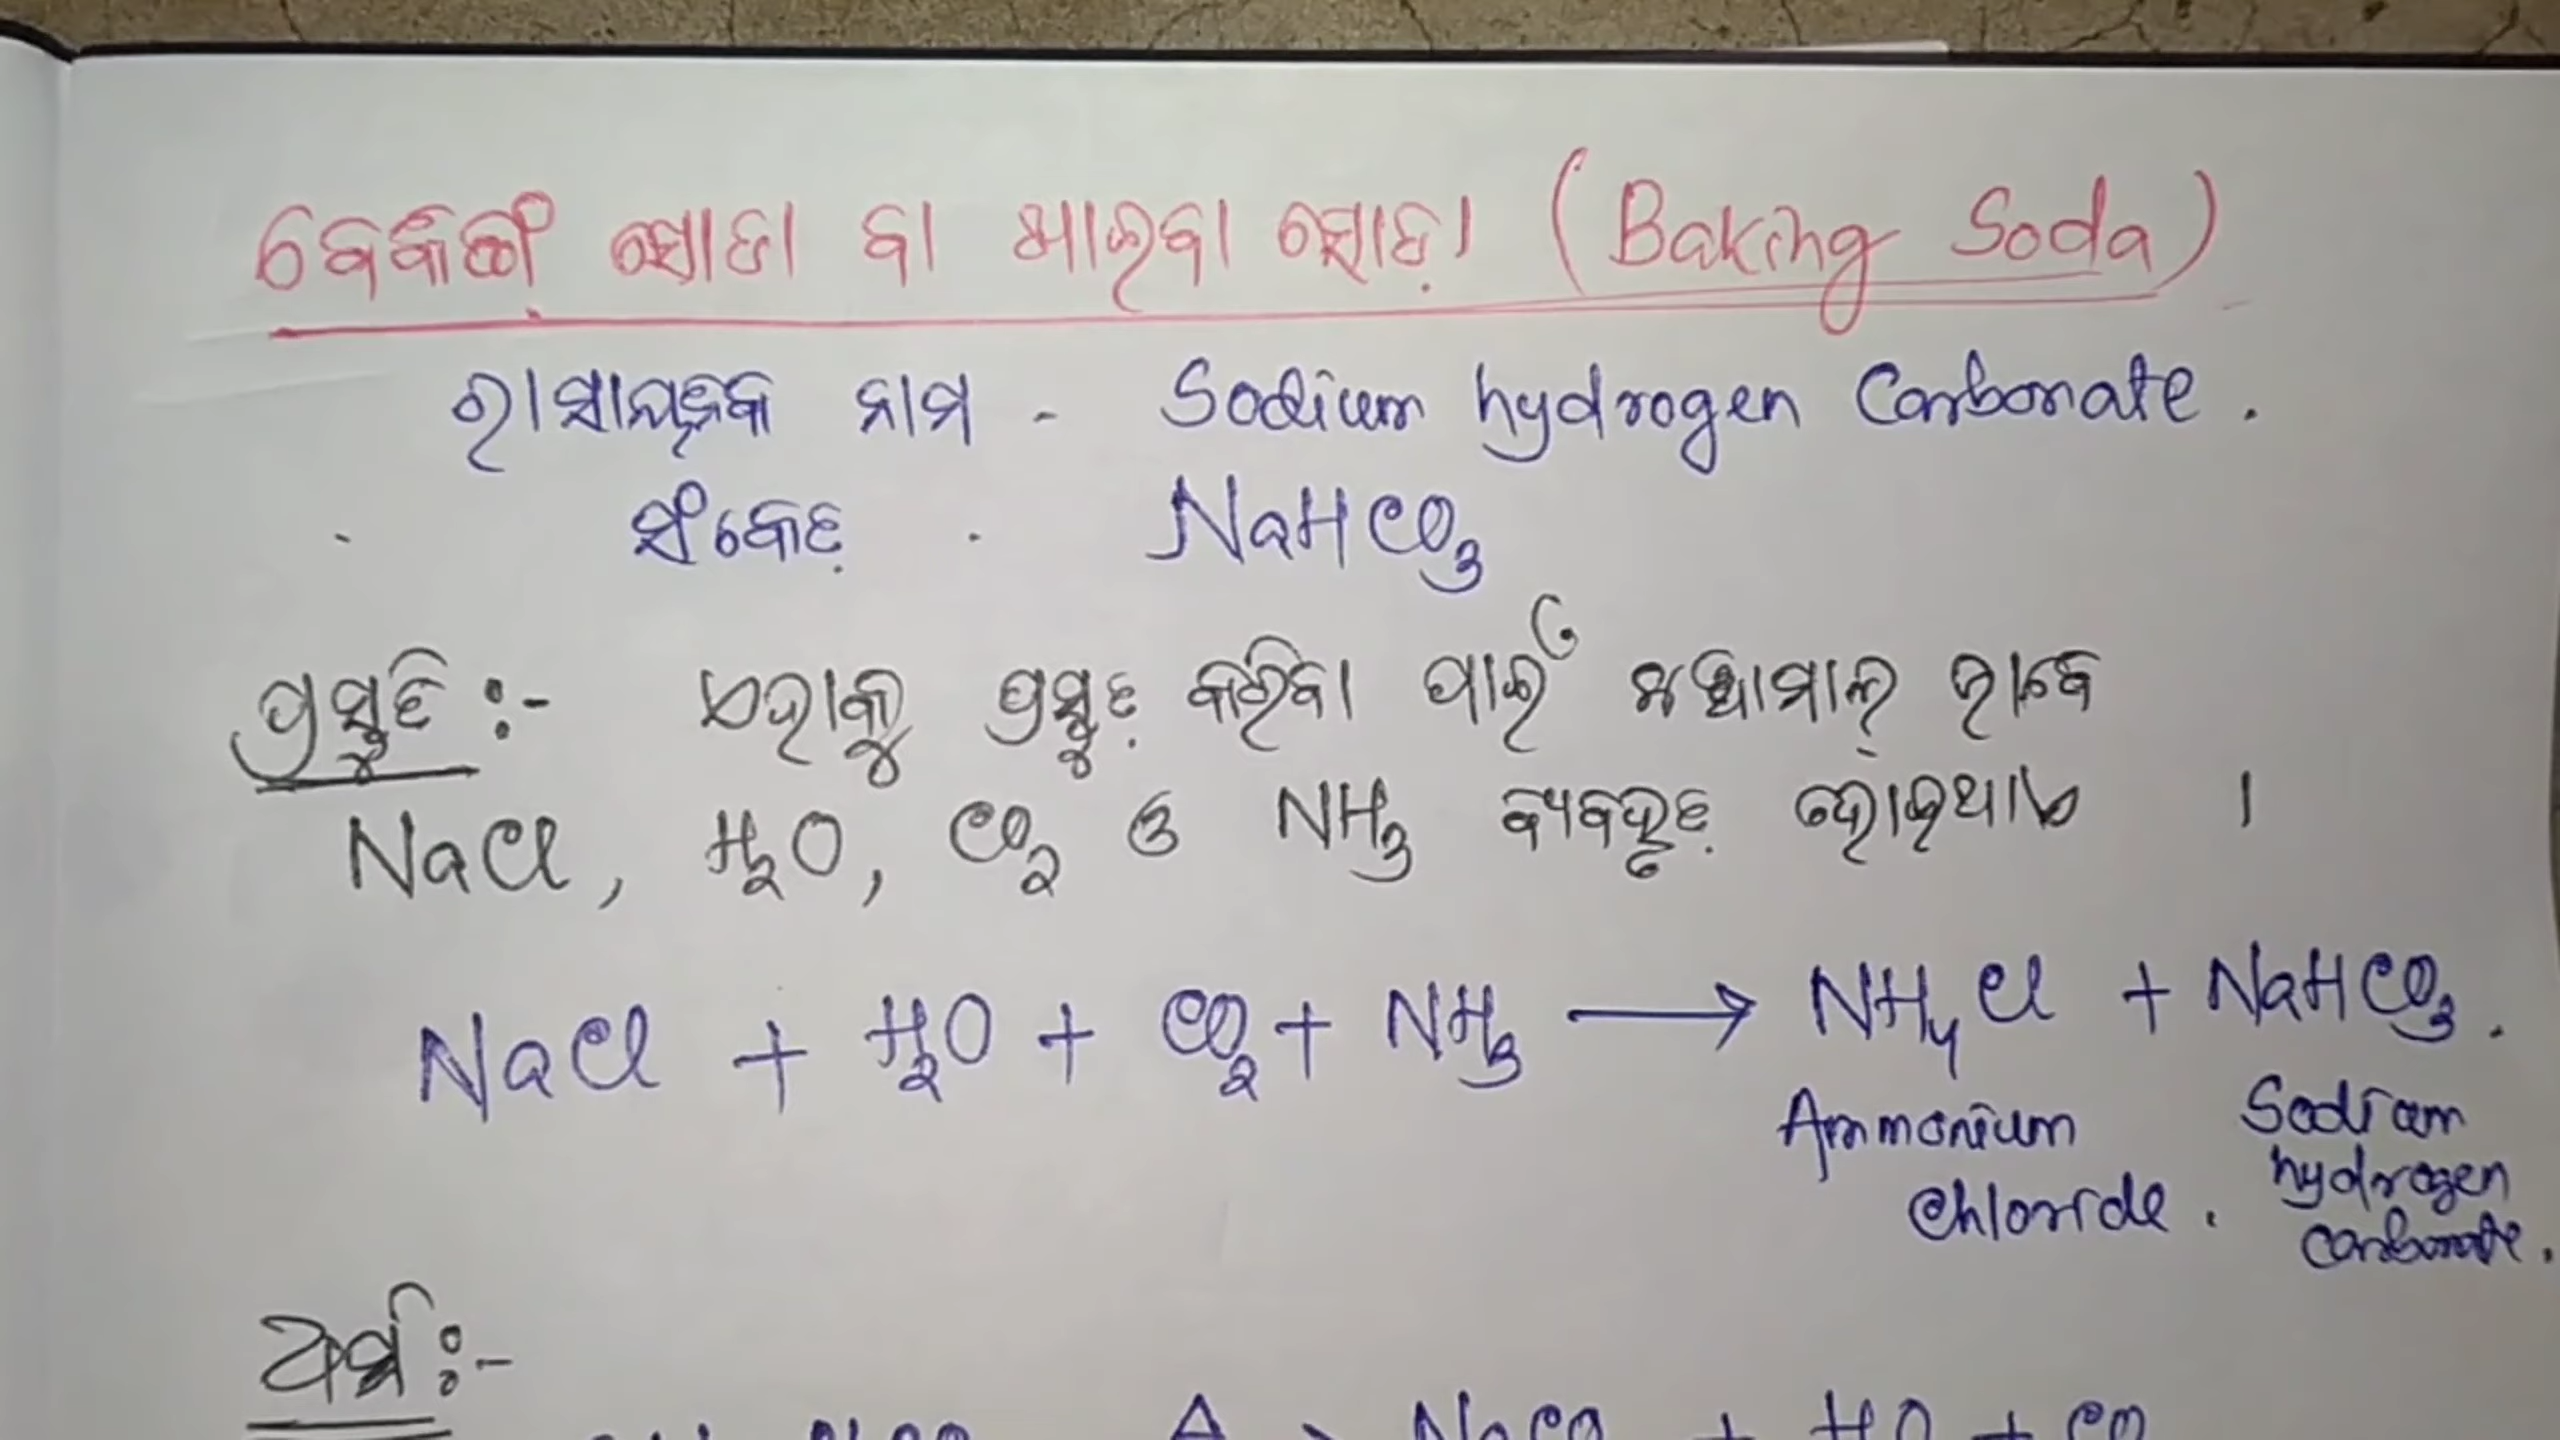 ବେକିଙ୍ଗ୍ ସୋଡା ବା ଖାଇବା ସୋଡ଼ା (Baking Soda)
ରାସାୟନିକ ନାମ - Sodium hydrogen Carbonate.
ସଂକେତ - NaHCO₃
ପ୍ରସ୍ତୁତି :- ଏହାକୁ ପ୍ରସ୍ତୁତ କରିବା ପାଇଁ କଞ୍ଚାମାଲ୍ ଭାବେ
NaCl, H₂O, CO₂ ଓ NH₃ ବ୍ୟବହୃତ ହୋଇଥାଏ ।
NaCl + H₂O + CO₂ + NH₃ ⟶ NH₄Cl + NaHCO₃.
Ammonium chloride. Sodium hydrogen carbonate.
ଧର୍ମ :-